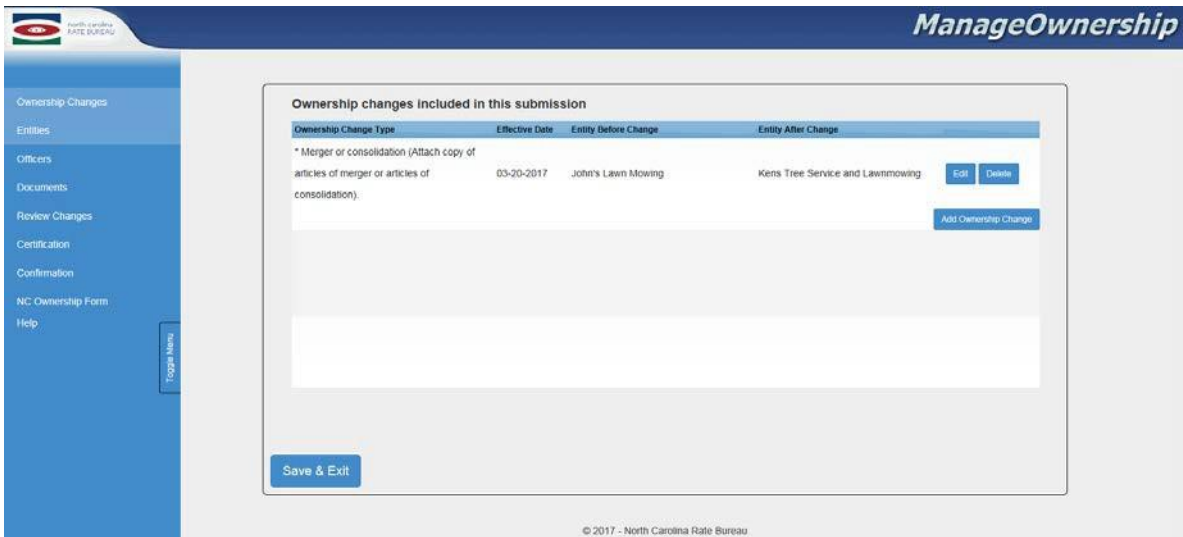 north carolina
RATE BUREAU
ManageOwnership
Ownership Changes
Entities
Officers
Documents
Review Changes
Certification
Confirmation
NC Ownership Form
Help
Toggle Menu
Ownership changes included in this submission
Ownership Change Type Effective Date Entity Before Change Entity After Change
* Merger or consolidation (Attach copy of
articles of merger or articles of 03-20-2017 John's Lawn Mowing Kens Tree Service and Lawnmowing Edit Delete
consolidation).
Add Ownership Change
Save & Exit
© 2017 - North Carolina Rate Bureau